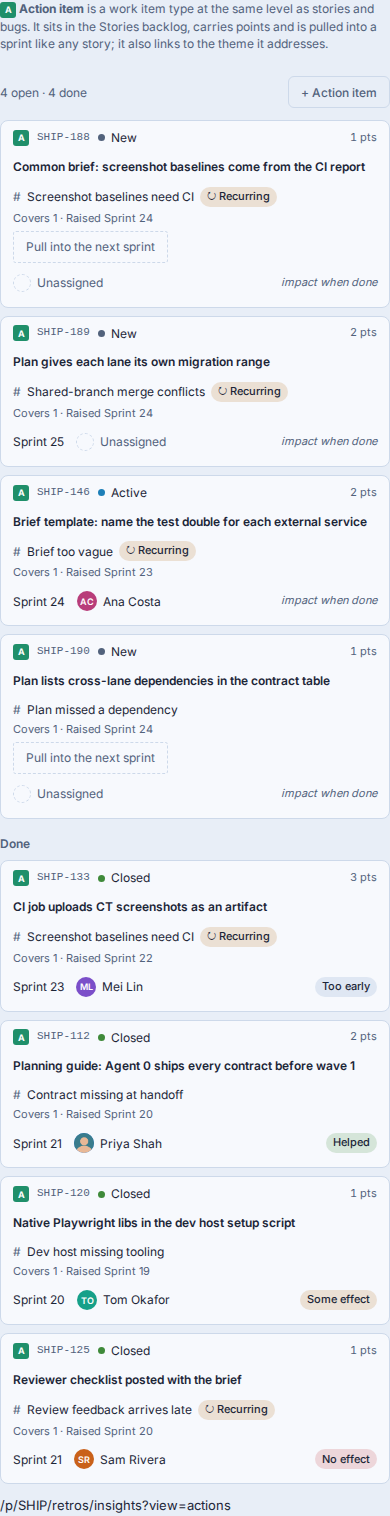 A Action item is a work item type at the same level as stories and
bugs. It sits in the Stories backlog, carries points and is pulled into a
sprint like any story; it also links to the theme it addresses.
4 open · 4 done
+ Action item
A SHIP-188 New 1 pts
Common brief: screenshot baselines come from the CI report
# Screenshot baselines need CI Recurring
Covers 1 · Raised Sprint 24
Pull into the next sprint
Unassigned impact when done
A SHIP-189 New 2 pts
Plan gives each lane its own migration range
# Shared-branch merge conflicts Recurring
Covers 1 · Raised Sprint 24
Sprint 25 Unassigned impact when done
A SHIP-146 Active 2 pts
Brief template: name the test double for each external service
# Brief too vague Recurring
Covers 1 · Raised Sprint 23
Sprint 24 AC Ana Costa impact when done
A SHIP-190 New 1 pts
Plan lists cross-lane dependencies in the contract table
# Plan missed a dependency
Covers 1 · Raised Sprint 24
Pull into the next sprint
Unassigned impact when done
Done
A SHIP-133 Closed 3 pts
CI job uploads CT screenshots as an artifact
# Screenshot baselines need CI Recurring
Covers 1 · Raised Sprint 22
Sprint 23 ML Mei Lin Too early
A SHIP-112 Closed 2 pts
Planning guide: Agent 0 ships every contract before wave 1
# Contract missing at handoff
Covers 1 · Raised Sprint 20
Sprint 21 Priya Shah Helped
A SHIP-120 Closed 1 pts
Native Playwright libs in the dev host setup script
# Dev host missing tooling
Covers 1 · Raised Sprint 19
Sprint 20 TO Tom Okafor Some effect
A SHIP-125 Closed 1 pts
Reviewer checklist posted with the brief
# Review feedback arrives late Recurring
Covers 1 · Raised Sprint 20
Sprint 21 SR Sam Rivera No effect
/p/SHIP/retros/insights?view=actions